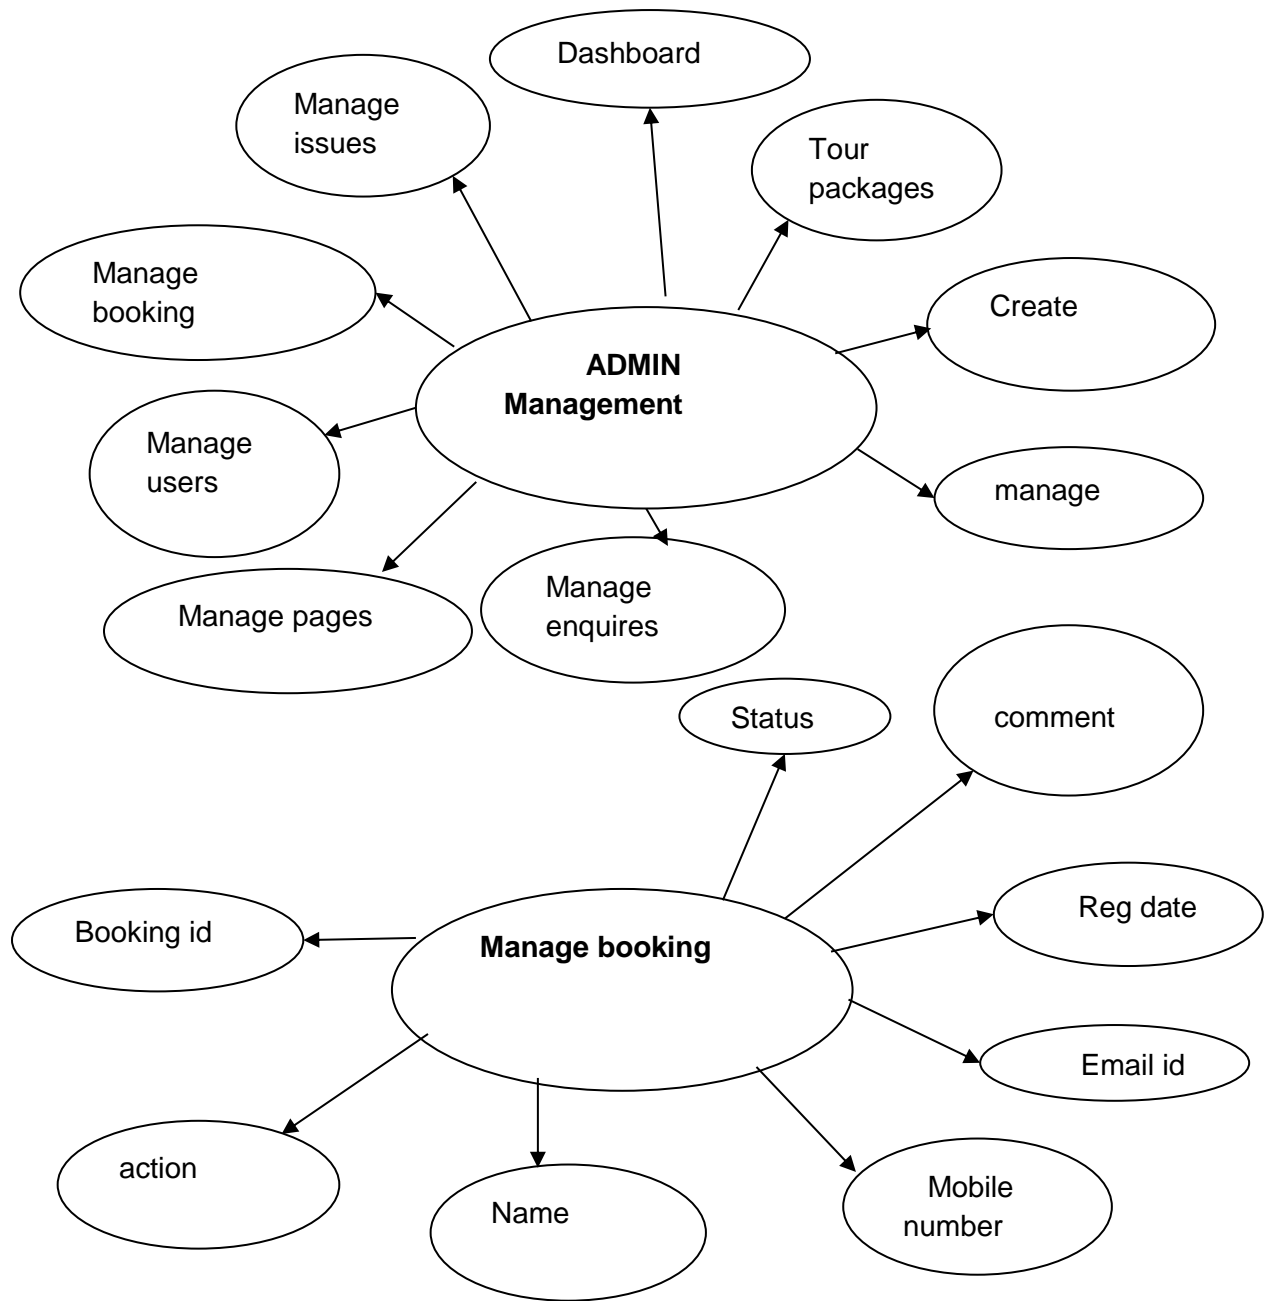 Dashboard
Manage
issues
Tour
packages
Manage
booking
Create
ADMIN
Management
Manage
users
manage
Manage pages
Manage
enquires
Status
comment
Reg date
Booking id
Manage booking
Email id
action
Mobile
number
Name